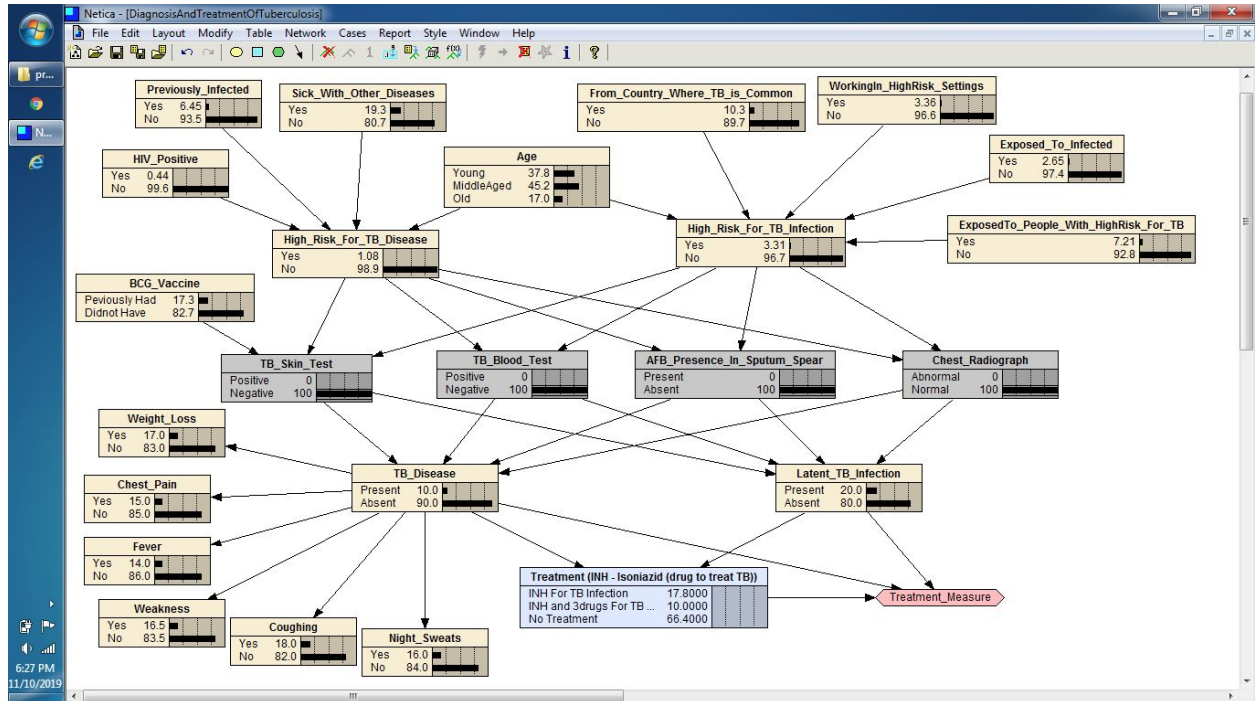 Netica - [DiagnosisAndTreatmentOfTuberculosis]
File Edit Layout Modify Table Network Cases Report Style Window Help
pr...
N...
6:27 PM
11/10/2019
Previously_Infected
Yes 6.45
No 93.5
Sick_With_Other_Diseases
Yes 19.3
No 80.7
From_Country_Where_TB_is_Common
Yes 10.3
No 89.7
WorkingIn_HighRisk_Settings
Yes 3.36
No 96.6
HIV_Positive
Yes 0.44
No 99.6
Age
Young 37.8
MiddleAged 45.2
Old 17.0
Exposed_To_Infected
Yes 2.65
No 97.4
High_Risk_For_TB_Disease
Yes 1.08
No 98.9
High_Risk_For_TB_Infection
Yes 3.31
No 96.7
ExposedTo_People_With_HighRisk_For_TB
Yes 7.21
No 92.8
BCG_Vaccine
Peviously Had 17.3
Didnot Have 82.7
TB_Skin_Test
Positive 0
Negative 100
TB_Blood_Test
Positive 0
Negative 100
AFB_Presence_In_Sputum_Spear
Present 0
Absent 100
Chest_Radiograph
Abnormal 0
Normal 100
Weight_Loss
Yes 17.0
No 83.0
TB_Disease
Present 10.0
Absent 90.0
Latent_TB_Infection
Present 20.0
Absent 80.0
Chest_Pain
Yes 15.0
No 85.0
Fever
Yes 14.0
No 86.0
Weakness
Yes 16.5
No 83.5
Coughing
Yes 18.0
No 82.0
Night_Sweats
Yes 16.0
No 84.0
Treatment (INH - Isoniazid (drug to treat TB))
INH For TB Infection 17.8000
INH and 3drugs For TB ... 10.0000
No Treatment 66.4000
Treatment_Measure